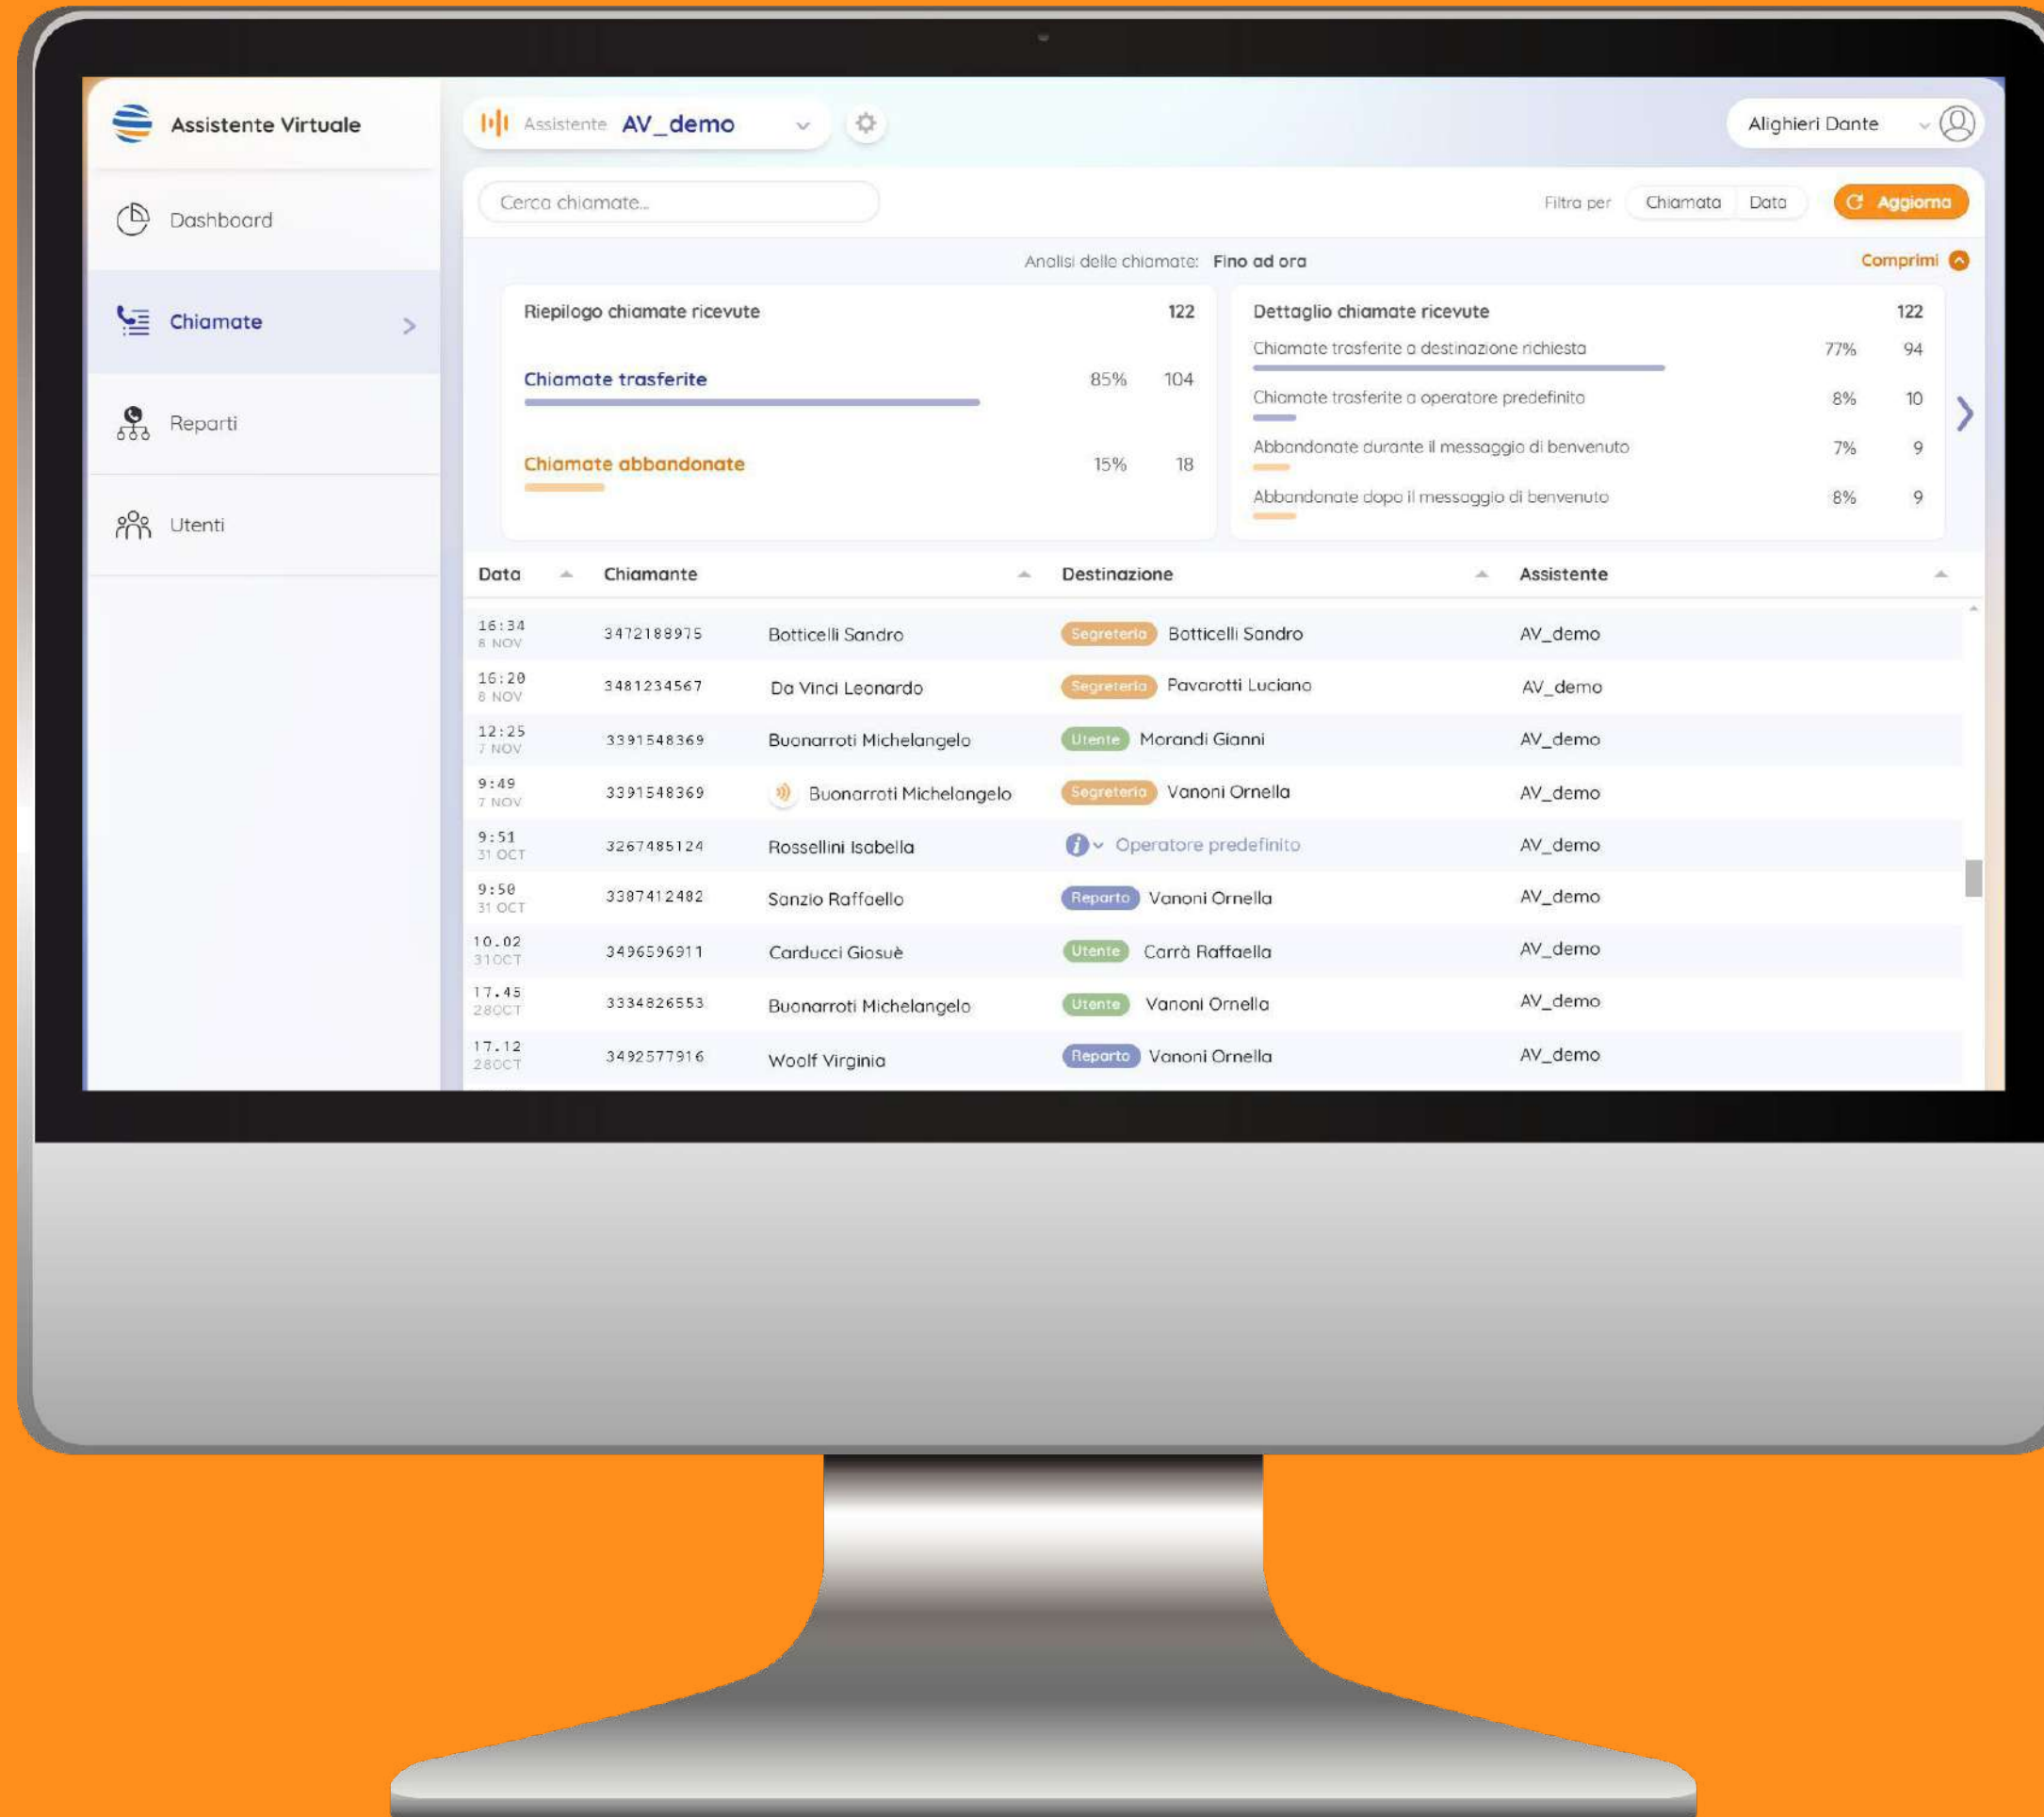 Assistente Virtuale
Assistente AV_demo
Alighieri Dante
Dashboard
Chiamate
Reparti
Utenti
Cerca chiamate...
Filtra per Chiamata Data Aggiorna
Analisi delle chiamate: Fino ad ora
Comprimi
Riepilogo chiamate ricevute 122
Chiamate trasferite 85% 104
Chiamate abbandonate 15% 18
Dettaglio chiamate ricevute 122
Chiamate trasferite a destinazione richiesta 77% 94
Chiamate trasferite a operatore predefinito 8% 10
Abbandonate durante il messaggio di benvenuto 7% 9
Abbandonate dopo il messaggio di benvenuto 8% 9
Data Chiamante Destinazione Assistente
16:34 3472188975 Botticelli Sandro Segreteria Botticelli Sandro AV_demo
8 NOV
16:20 3481234567 Da Vinci Leonardo Segreteria Pavarotti Luciano AV_demo
8 NOV
12:25 3391548369 Buonarroti Michelangelo Utente Morandi Gianni AV_demo
7 NOV
9:49 3391548369 Buonarroti Michelangelo Segreteria Vanoni Ornella AV_demo
7 NOV
9:51 3267485124 Rossellini Isabella i Operatore predefinito AV_demo
31 OCT
9:50 3387412482 Sanzio Raffaello Reparto Vanoni Ornella AV_demo
31 OCT
10.02 3496596911 Carducci Giosuè Utente Carrà Raffaella AV_demo
31OCT
17.45 3334826553 Buonarroti Michelangelo Utente Vanoni Ornella AV_demo
28OCT
17.12 3492577916 Woolf Virginia Reparto Vanoni Ornella AV_demo
28OCT